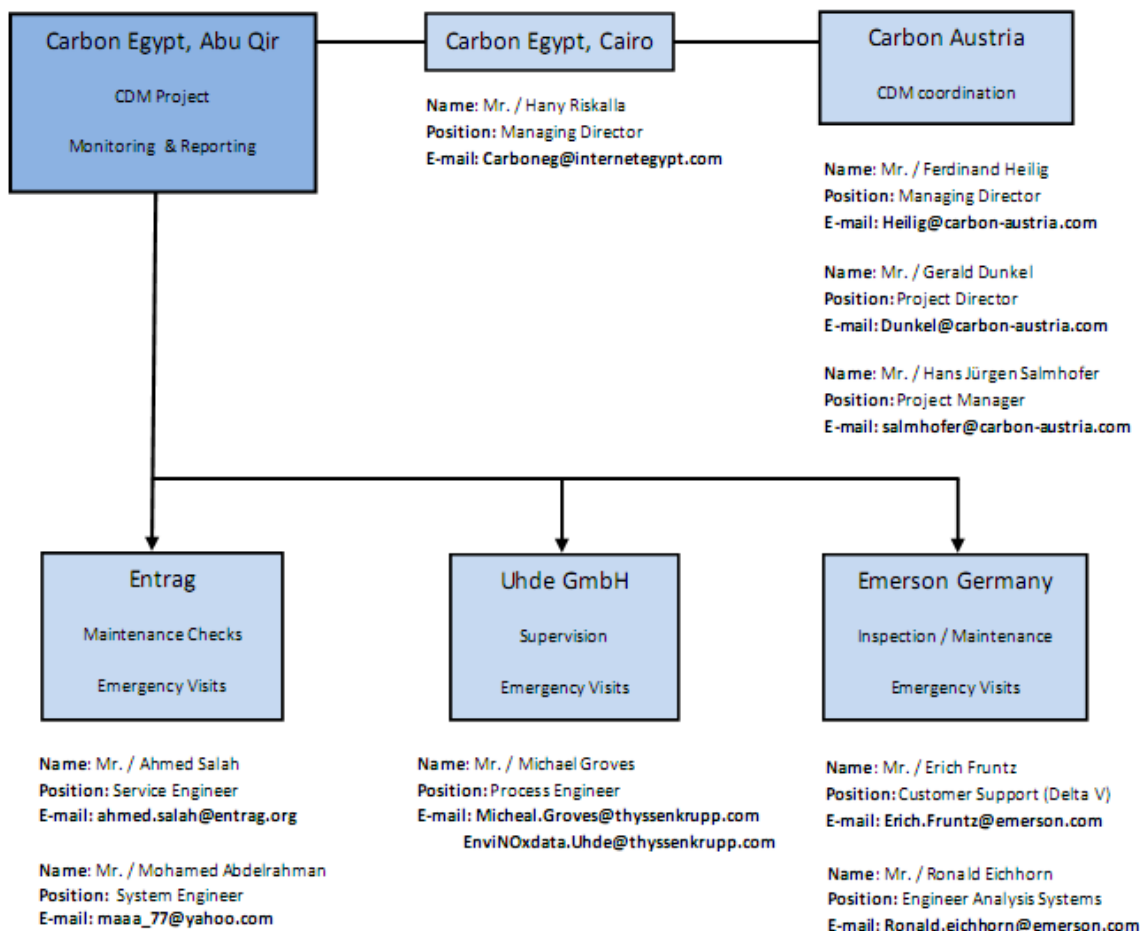 Carbon Egypt, Abu Qir
CDM Project
Monitoring & Reporting
Carbon Egypt, Cairo
Name: Mr. / Hany Riskalla
Position: Managing Director
E-mail: Carboneg@internetegypt.com
Carbon Austria
CDM coordination
Name: Mr. / Ferdinand Heilig
Position: Managing Director
E-mail: Heilig@carbon-austria.com
Name: Mr. / Gerald Dunkel
Position: Project Director
E-mail: Dunkel@carbon-austria.com
Name: Mr. / Hans Jürgen Salmhofer
Position: Project Manager
E-mail: salmhofer@carbon-austria.com
Entrag
Maintenance Checks
Emergency Visits
Name: Mr. / Ahmed Salah
Position: Service Engineer
E-mail: ahmed.salah@entrag.org
Name: Mr. / Mohamed Abdelrahman
Position: System Engineer
E-mail: maaa_77@yahoo.com
Uhde GmbH
Supervision
Emergency Visits
Name: Mr. / Michael Groves
Position: Process Engineer
E-mail: Micheal.Groves@thyssenkrupp.com
EnviNOxdata.Uhde@thyssenkrupp.com
Emerson Germany
Inspection / Maintenance
Emergency Visits
Name: Mr. / Erich Fruntz
Position: Customer Support (Delta V)
E-mail: Erich.Fruntz@emerson.com
Name: Mr. / Ronald Eichhorn
Position: Engineer Analysis Systems
E-mail: Ronald.eichhorn@emerson.com